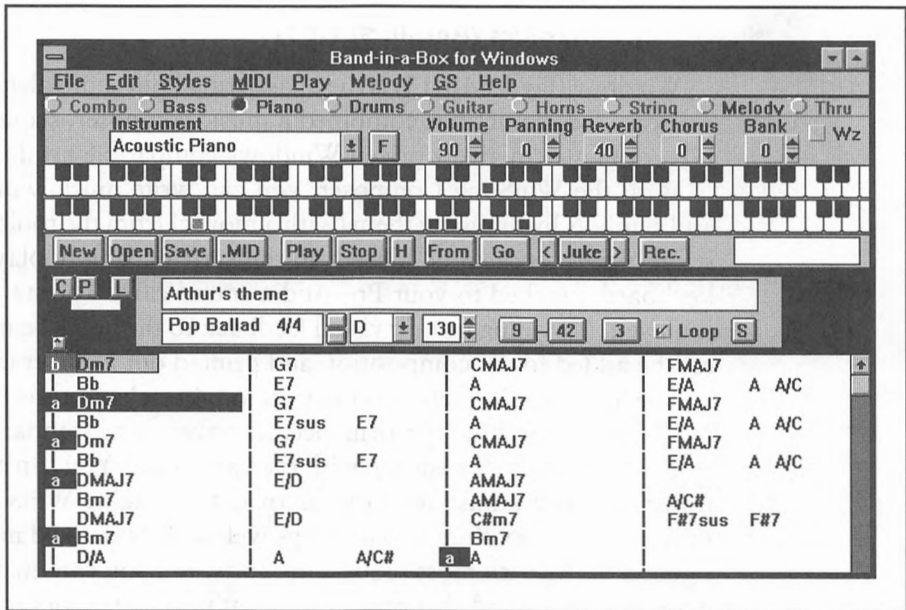 Band-in-a-Box for Windows
File Edit Styles MIDI Play Melody GS Help
Combo Bass Piano Drums Guitar Horns String Melody Thru
Instrument Volume Panning Reverb Chorus Bank
Acoustic Piano F 90 0 40 0 0 Wz
New Open Save .MID Play Stop H From Go < Juke > Rec.
C P L
Arthur's theme
Pop Ballad 4/4 D 130 9 - 42 3 Loop S
b Dm7 G7 CMAJ7 FMAJ7
Bb E7 A E/A A A/C
a Dm7 G7 CMAJ7 FMAJ7
Bb E7sus E7 A E/A A A/C
a Dm7 G7 CMAJ7 FMAJ7
Bb E7sus E7 A E/A A A/C
a DMAJ7 E/D AMAJ7
Bm7 AMAJ7 A/C#
DMAJ7 E/D C#m7 F#7sus F#7
a Bm7 Bm7
D/A A A/C# a A